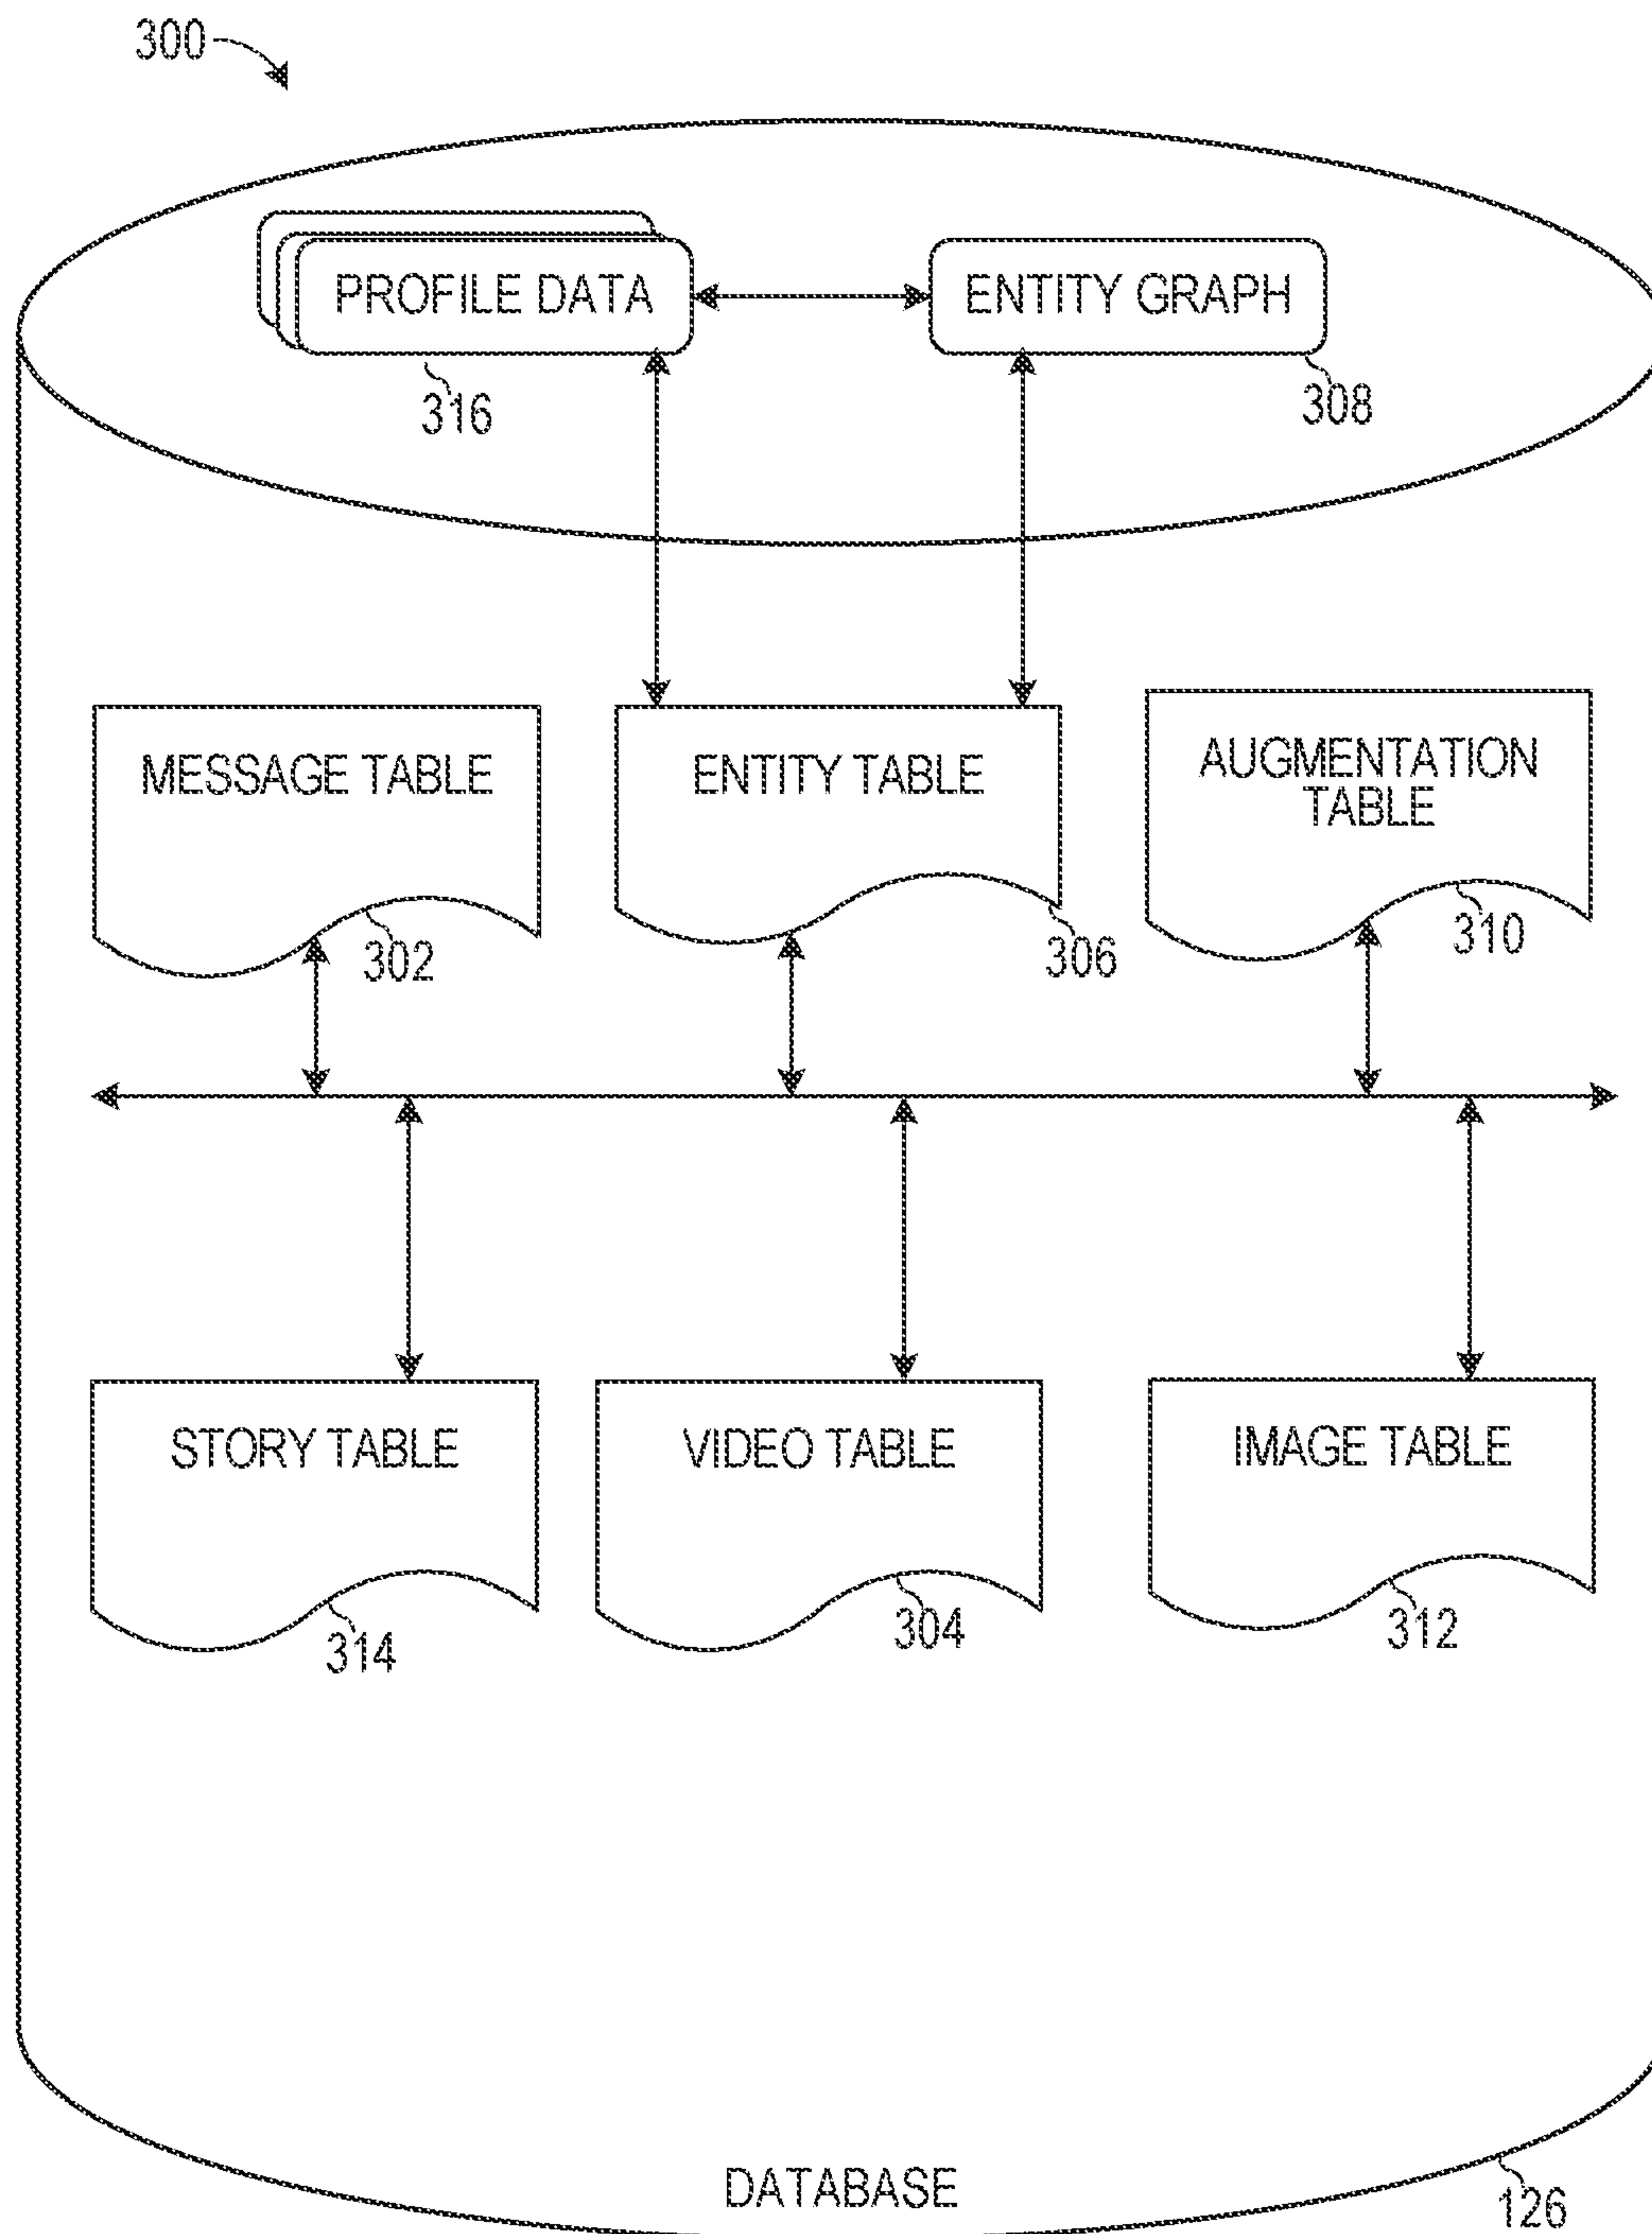 300
PROFILE DATA
ENTITY GRAPH
316
308
MESSAGE TABLE
ENTITY TABLE
AUGMENTATION
TABLE
302
306
310
STORY TABLE
VIDEO TABLE
IMAGE TABLE
314
304
312
DATABASE
126